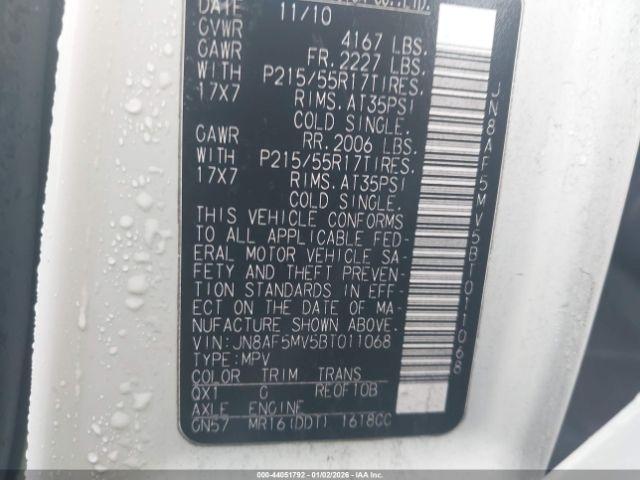 DATE 11/10
GVWR 4167 LBS.
GAWR FR. 2227 LBS.
WITH P215/55R17TIRES.
17X7 RIMS. AT35PSI
COLD SINGLE.
GAWR RR. 2006 LBS.
WITH P215/55R17TIRES.
17X7 RIMS. AT35PSI
COLD SINGLE.
THIS VEHICLE CONFORMS
TO ALL APPLICABLE FED-
ERAL MOTOR VEHICLE SA-
FETY AND THEFT PREVEN-
TION STANDARDS IN EFF-
ECT ON THE DATE OF MA-
NUFACTURE SHOWN ABOVE.
VIN: JN8AF5MV5BT011068
TYPE: MPV
COLOR TRIM TRANS
QX1 G RE0F10B
AXLE ENGINE
GN57 MR16(DDT) 1618CC
JN8AF5MV5BT011068
000-44051792 - 01/02/2026 - IAA Branches